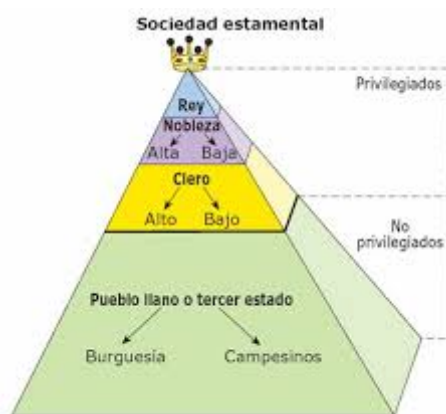 Sociedad estamental
Privilegiados
Rey
Nobleza
Alta Baja
Clero
Alto Bajo
No
privilegiados
Pueblo llano o tercer estado
Burguesía Campesinos